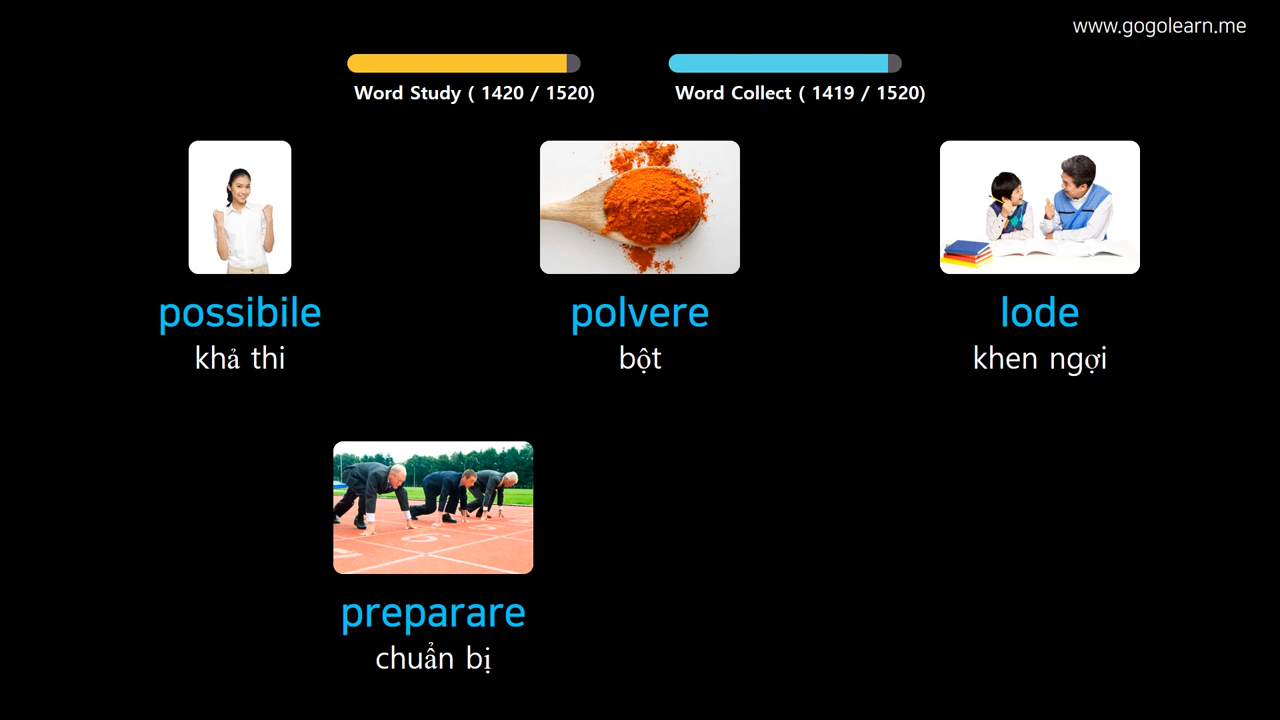 www.gogolearn.me
Word Study ( 1420 / 1520)
Word Collect ( 1419 / 1520)
possibile
khả thi
polvere
bột
lode
khen ngợi
preparare
chuẩn bị